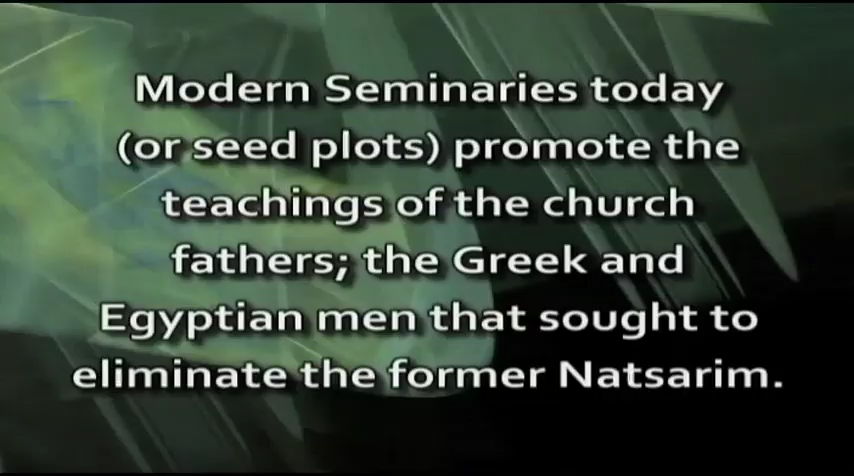 Modern Seminaries today
(or seed plots) promote the
teachings of the church
fathers; the Greek and
Egyptian men that sought to
eliminate the former Natsarim.